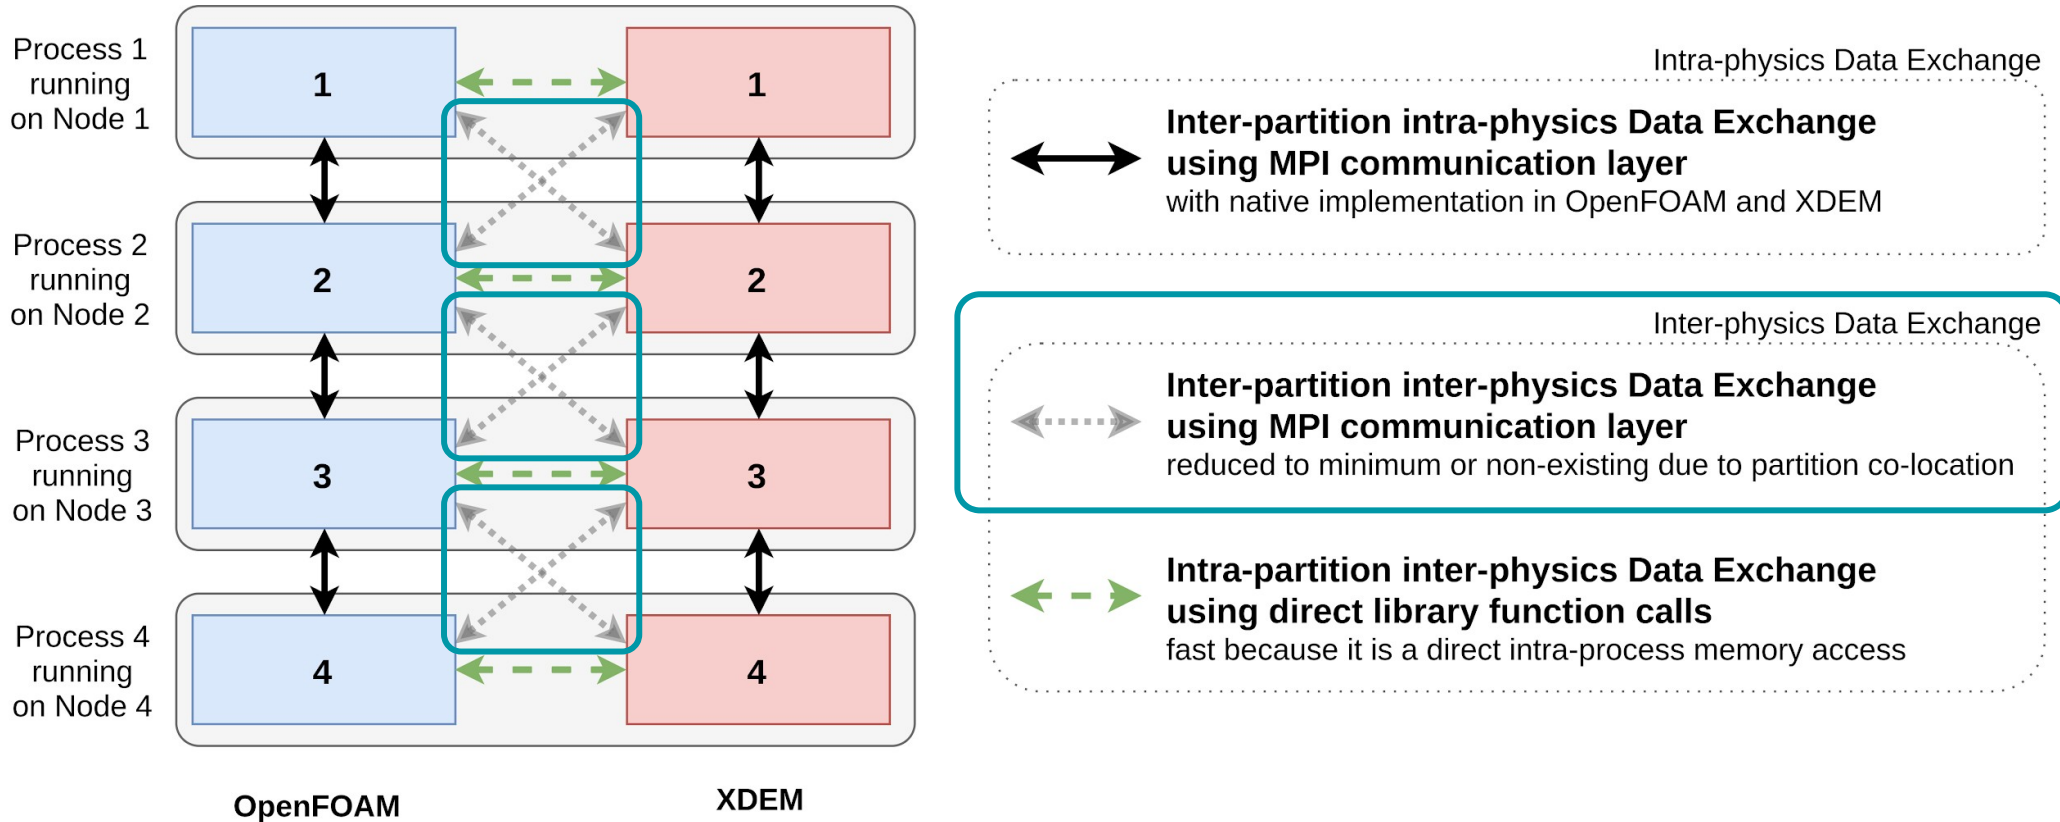 Process 1
running
on Node 1
1
1
Process 2
running
on Node 2
2
2
Process 3
running
on Node 3
3
3
Process 4
running
on Node 4
4
4
OpenFOAM
XDEM
Intra-physics Data Exchange
Inter-partition intra-physics Data Exchange
using MPI communication layer
with native implementation in OpenFOAM and XDEM
Inter-physics Data Exchange
Inter-partition inter-physics Data Exchange
using MPI communication layer
reduced to minimum or non-existing due to partition co-location
Intra-partition inter-physics Data Exchange
using direct library function calls
fast because it is a direct intra-process memory access